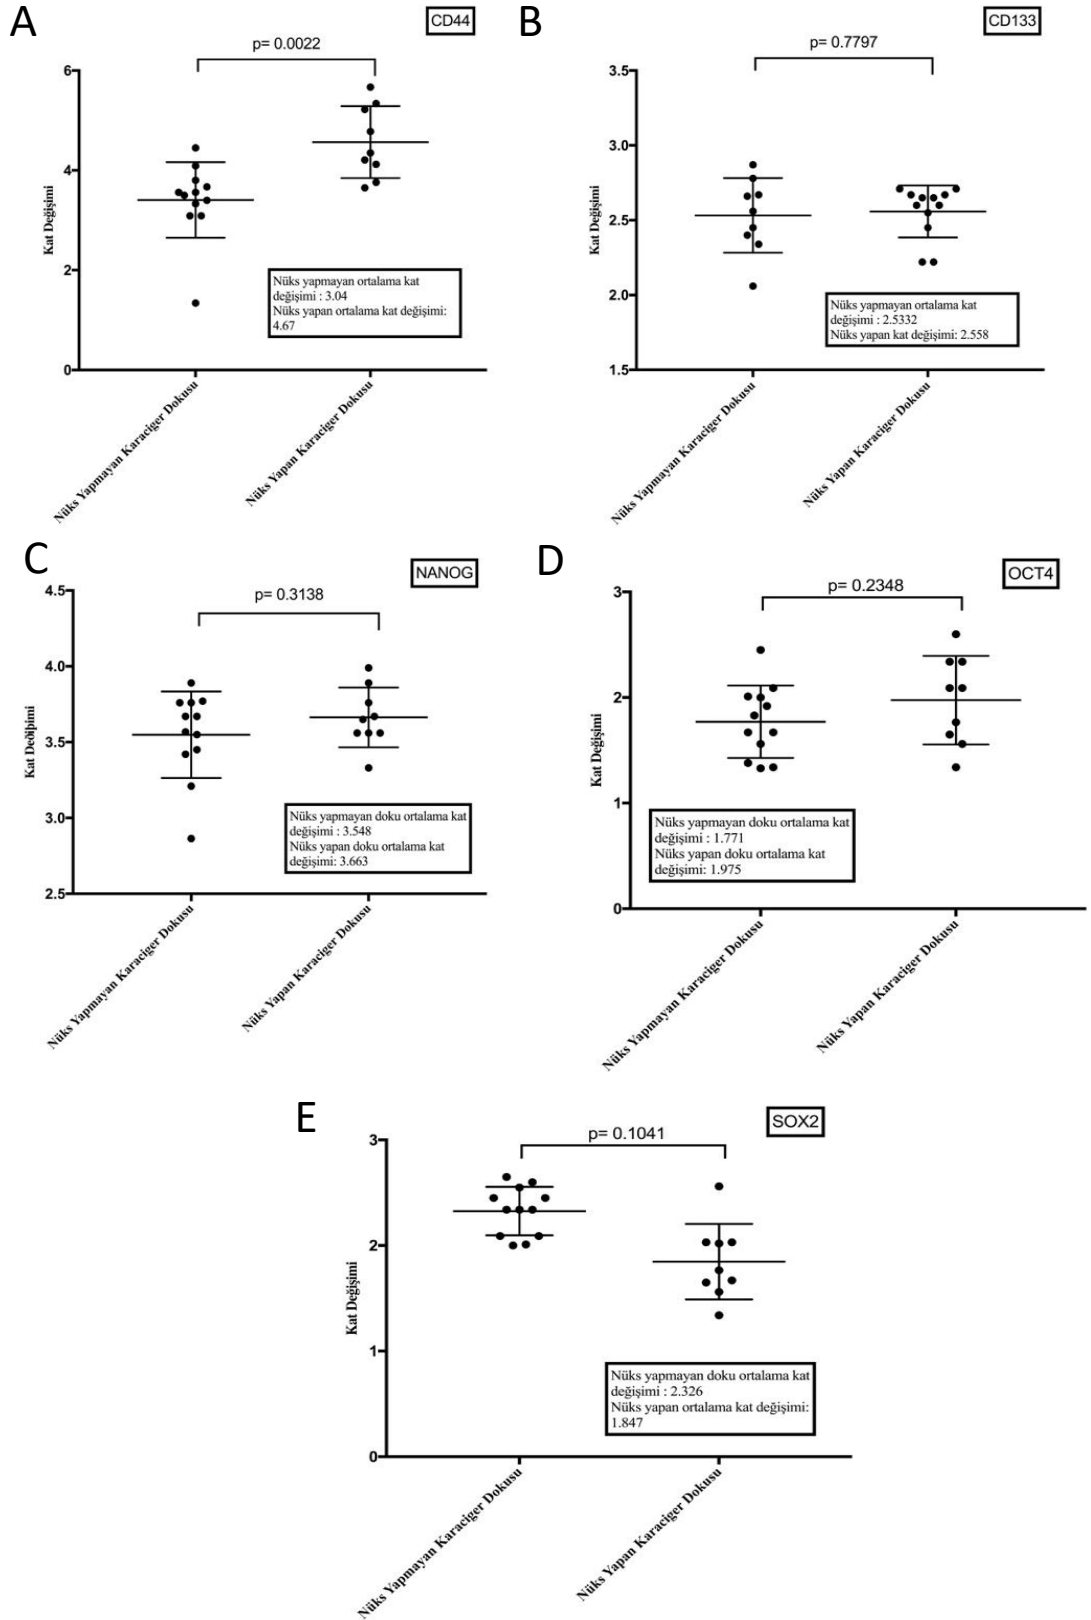 A
CD44
p= 0.0022
6
4
2
0
Kat Değişimi
Nüks yapmayan ortalama kat
değişimi : 3.04
Nüks yapan ortalama kat değişimi:
4.67
Nüks Yapmayan Karaciger Dokusu
Nüks Yapan Karaciger Dokusu
B
CD133
p= 0.7797
3.5
3.0
2.5
2.0
1.5
Kat Değişimi
Nüks yapmayan ortalama kat
değişimi : 2.5332
Nüks yapan kat değişimi: 2.558
Nüks Yapmayan Karaciger Dokusu
Nüks Yapan Karaciger Dokusu
C
NANOG
p= 0.3138
4.5
4.0
3.5
3.0
2.5
Kat Deöiþimi
Nüks yapmayan doku ortalama kat
değişimi : 3.548
Nüks yapan doku ortalama kat
değişimi: 3.663
Nüks Yapmayan Karaciger Dokusu
Nüks Yapan Karaciger Dokusu
D
OCT4
p= 0.2348
3
2
1
0
Kat Değişimi
Nüks yapmayan doku ortalama kat
değişimi : 1.771
Nüks yapan doku ortalama kat
değişimi: 1.975
Nüks Yapmayan Karaciger Dokusu
Nüks Yapan Karaciger Dokusu
E
SOX2
p= 0.1041
3
2
1
0
Kat Değişimi
Nüks yapmayan doku ortalama kat
değişimi : 2.326
Nüks yapan ortalama kat değişimi:
1.847
Nüks Yapmayan Karaciger Dokusu
Nüks Yapan Karaciger Dokusu